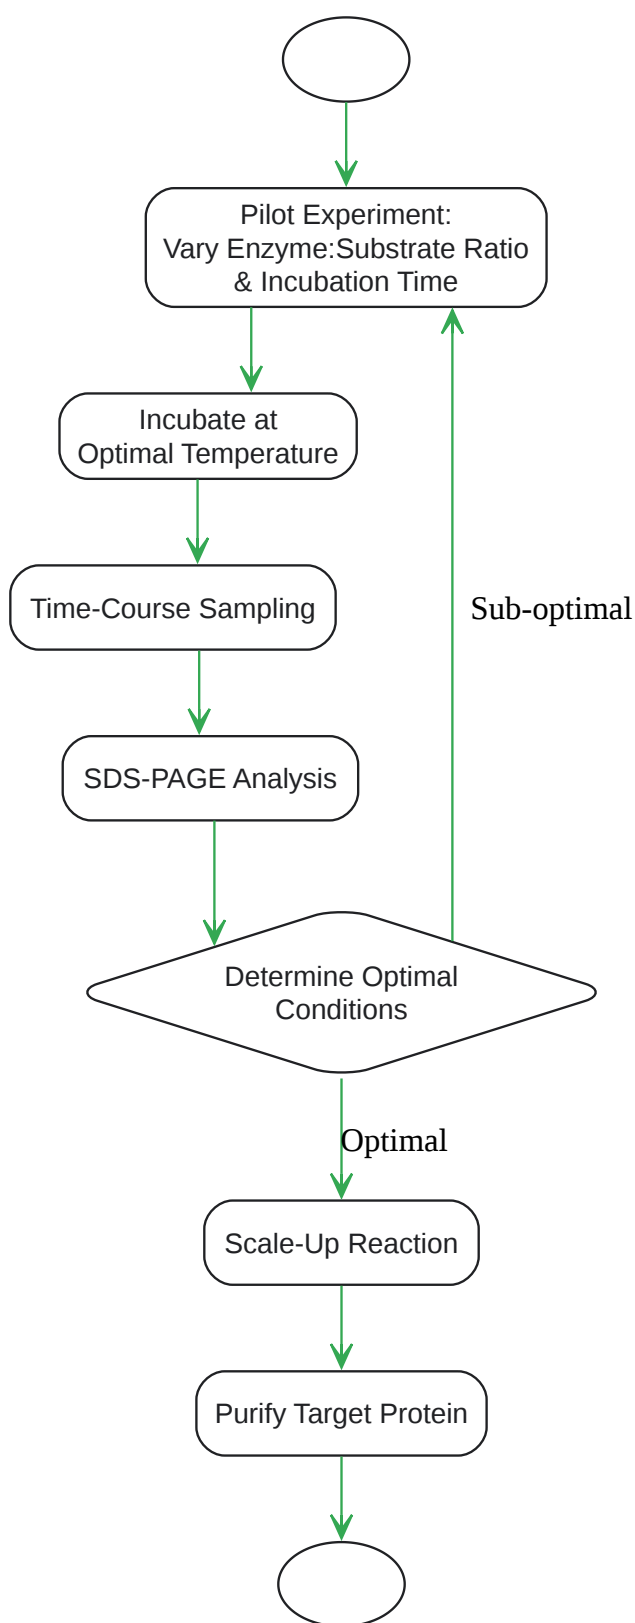 Pilot Experiment:
Vary Enzyme:Substrate Ratio
& Incubation Time
Incubate at
Optimal Temperature
Time-Course Sampling
Sub-optimal
SDS-PAGE Analysis
Determine Optimal
Conditions
Optimal
Scale-Up Reaction
Purify Target Protein